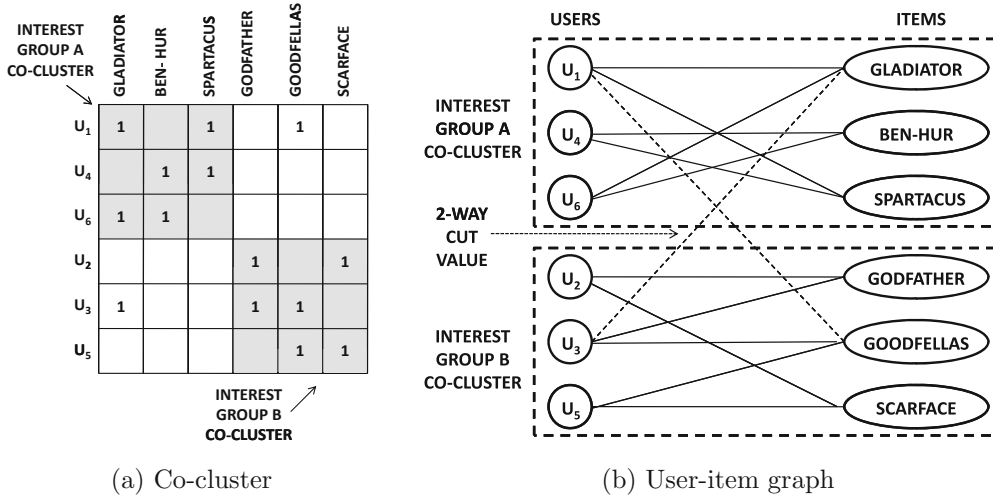 INTEREST
GROUP A
CO-CLUSTER
GLADIATOR
BEN- HUR
SPARTACUS
GODFATHER
GOODFELLAS
SCARFACE
U1 1 1 1
U4 1 1
U6 1 1
U2 1 1
U3 1 1 1
U5 1 1
INTEREST
GROUP B
CO-CLUSTER
(a) Co-cluster
USERS ITEMS
INTEREST
GROUP A
CO-CLUSTER
U1 GLADIATOR
U4 BEN-HUR
U6 SPARTACUS
2-WAY
CUT
VALUE
INTEREST
GROUP B
CO-CLUSTER
U2 GODFATHER
U3 GOODFELLAS
U5 SCARFACE
(b) User-item graph